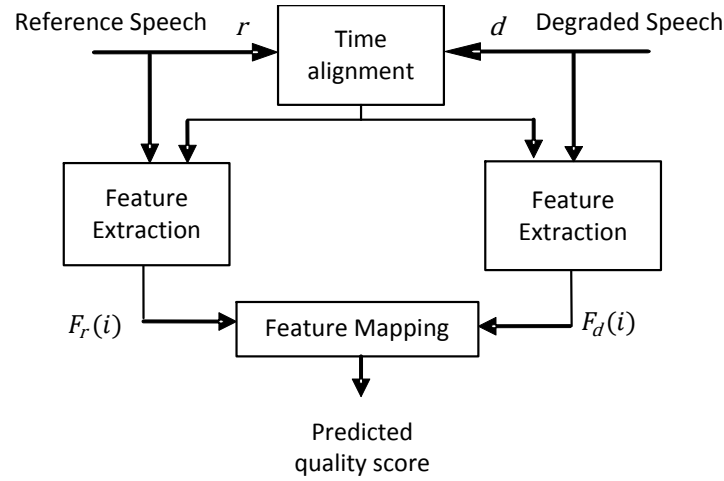 Reference Speech
r
d
Degraded Speech
Time
alignment
Feature
Extraction
Feature
Extraction
F_r(i)
Feature Mapping
F_d(i)
Predicted
quality score